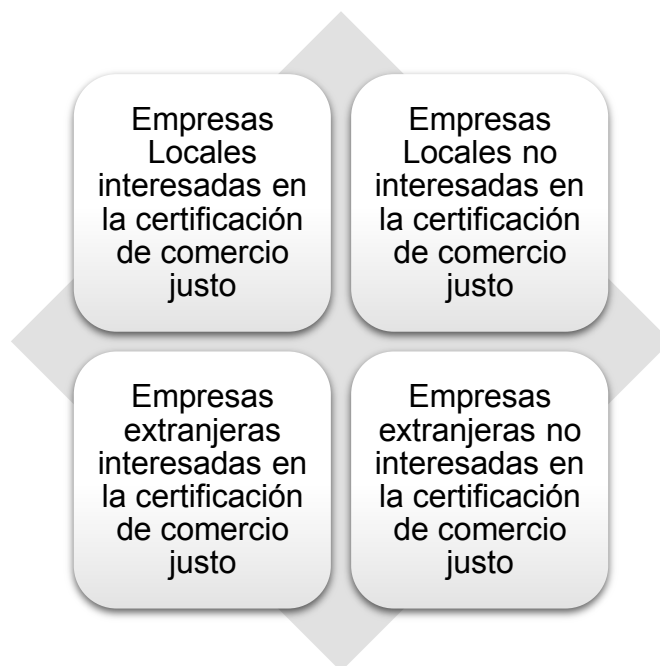 Empresas
Locales
interesadas en
la certificación
de comercio
justo
Empresas
Locales no
interesadas en
la certificación
de comercio
justo
Empresas
extranjeras
interesadas en
la certificación
de comercio
justo
Empresas
extranjeras no
interesadas en
la certificación
de comercio
justo